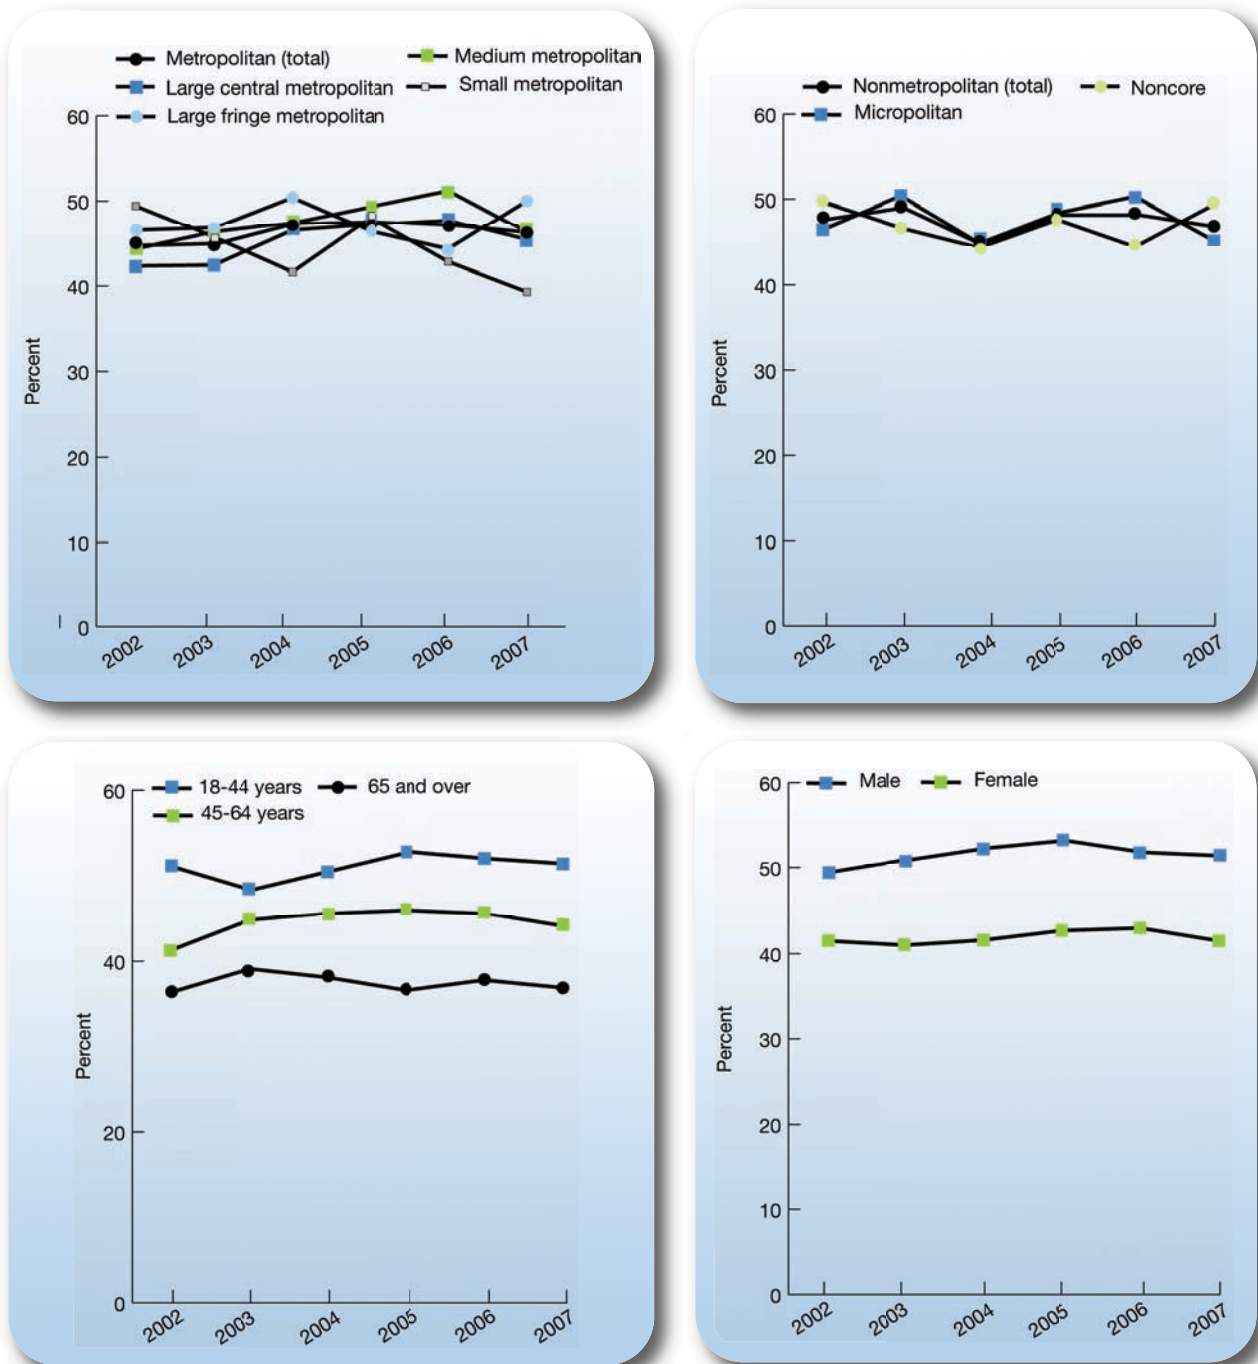 Metropolitan (total) Medium metropolitan
Large central metropolitan Small metropolitan
Large fringe metropolitan
60
50
40
30
20
10
0
Percent
2002 2003 2004 2005 2006 2007
Nonmetropolitan (total) Noncore
Micropolitan
60
50
40
30
20
10
0
Percent
2002 2003 2004 2005 2006 2007
18-44 years 65 and over
45-64 years
60
40
20
0
Percent
2002 2003 2004 2005 2006 2007
Male Female
60
50
40
30
20
10
0
Percent
2002 2003 2004 2005 2006 2007